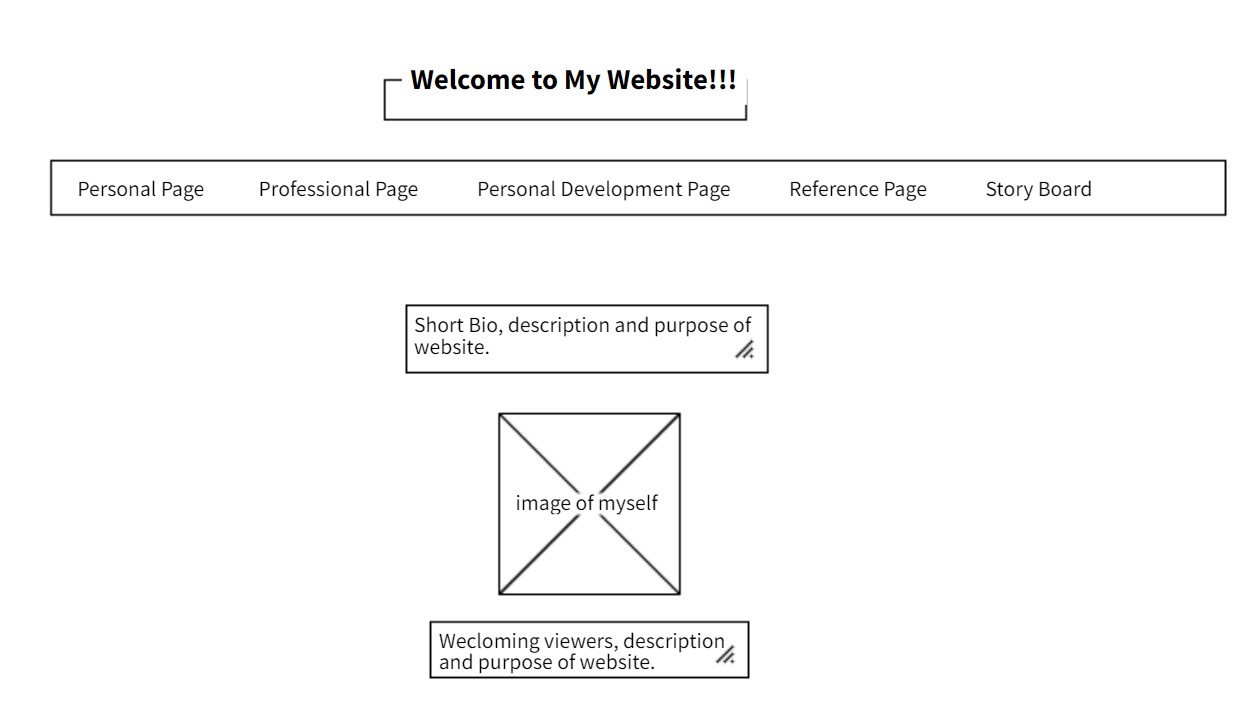 Welcome to My Website!!!
Personal Page Professional Page Personal Development Page Reference Page Story Board
Short Bio, description and purpose of
website.
image of myself
Wecloming viewers, description
and purpose of website.